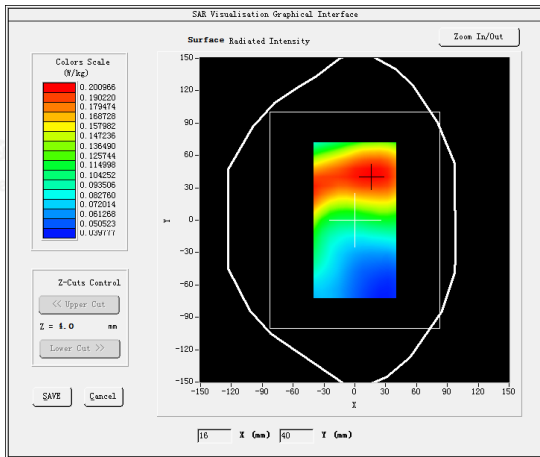 SAR Visualisation Graphical Interface
Surface Radiated Intensity
Zoom In/Out
Colors Scale
(W/kg)
0.200966
0.190220
0.179474
0.168728
0.157982
0.147236
0.136490
0.125744
0.114998
0.104252
0.093506
0.082760
0.072014
0.061268
0.050523
0.039777
150
120
90
60
30
0
-30
-60
-90
-120
-150
Y
-150 -120 -90 -60 -30 0 30 60 90 120 150
X
Z-Cuts Control
<< Upper Cut
Z = mm
Lower Cut >>
SAVE
Cancel
16 X (mm) 40 Y (mm)